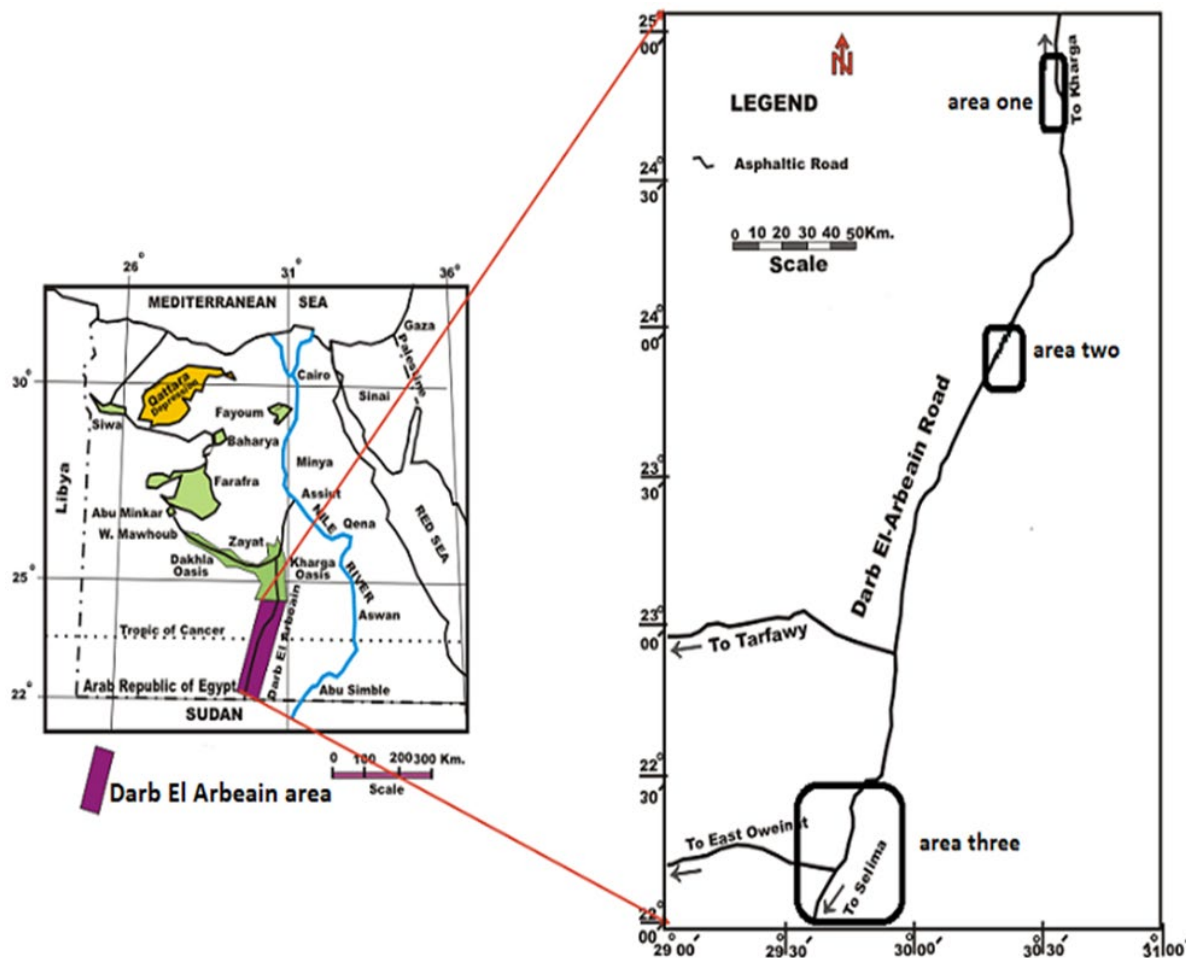 26°
31°
36°
MEDITERRANEAN SEA
Gaza
Palestine
30°
Cairo
Sinai
Qattara
Depression
Fayoum
Siwa
Baharya
Libya
Minya
Farafra
Assiut
Abu Minkar
NILE
RIVER
Qena
RED SEA
W. Mawhoub
Zayat
Dakhla
Oasis
Kharga
Oasis
25°
Aswan
Tropic of Cancer
Darb El Arbeain
Arab Republic of Egypt
Abu Simble
22°
SUDAN
0 100 200 300 Km.
Scale
Darb El Arbeain area
25°
00'
N
LEGEND
Asphaltic Road
0 10 20 30 40 50Km.
Scale
area one
To Kharga
24°
30'
24°
00'
area two
23°
30'
Darb El-Arbeain Road
23°
00'
To Tarfawy
22°
30'
To East Oweinat
area three
To Selima
22°
00'
29°00'
29°30'
30°00'
30°30'
31°00'